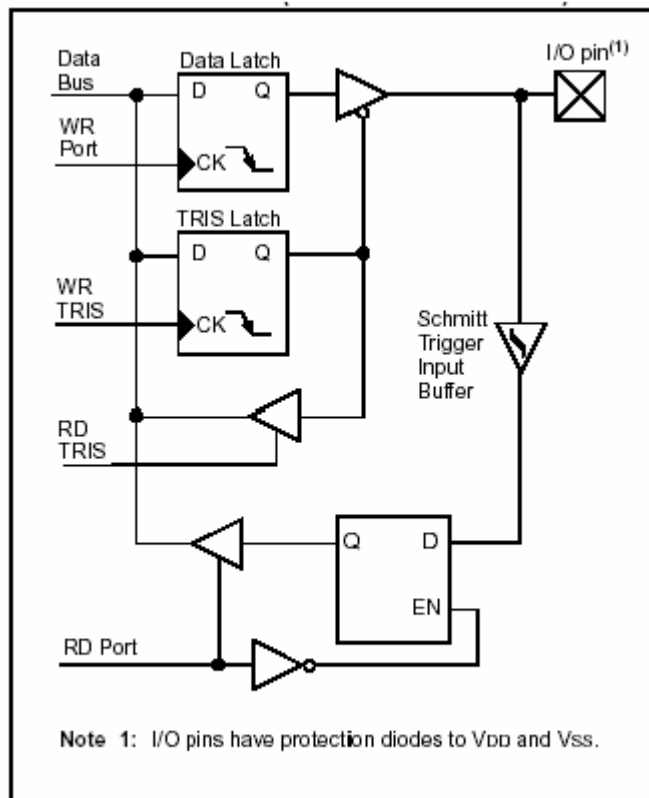 Data
Bus
Data Latch
I/O pin(1)
D Q
WR
Port
CK
TRIS Latch
D Q
WR
TRIS
CK
Schmitt
Trigger
Input
Buffer
RD
TRIS
Q D
EN
RD Port
Note 1: I/O pins have protection diodes to VDD and VSS.